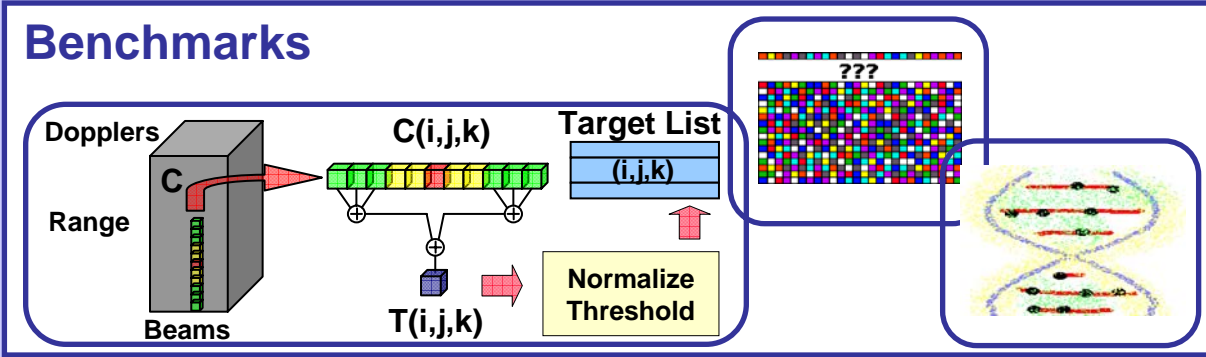 Benchmarks
???
Dopplers
C(i,j,k)
Target List
C
(i,j,k)
Range
Normalize
Threshold
T(i,j,k)
Beams